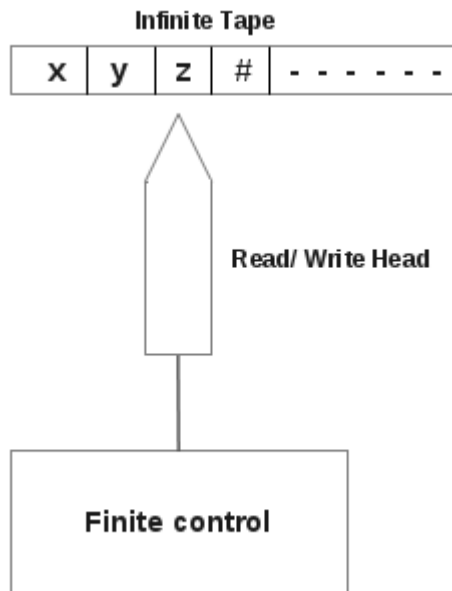 Infinite Tape
x y z # - - - - - -
Read/ Write Head
Finite control